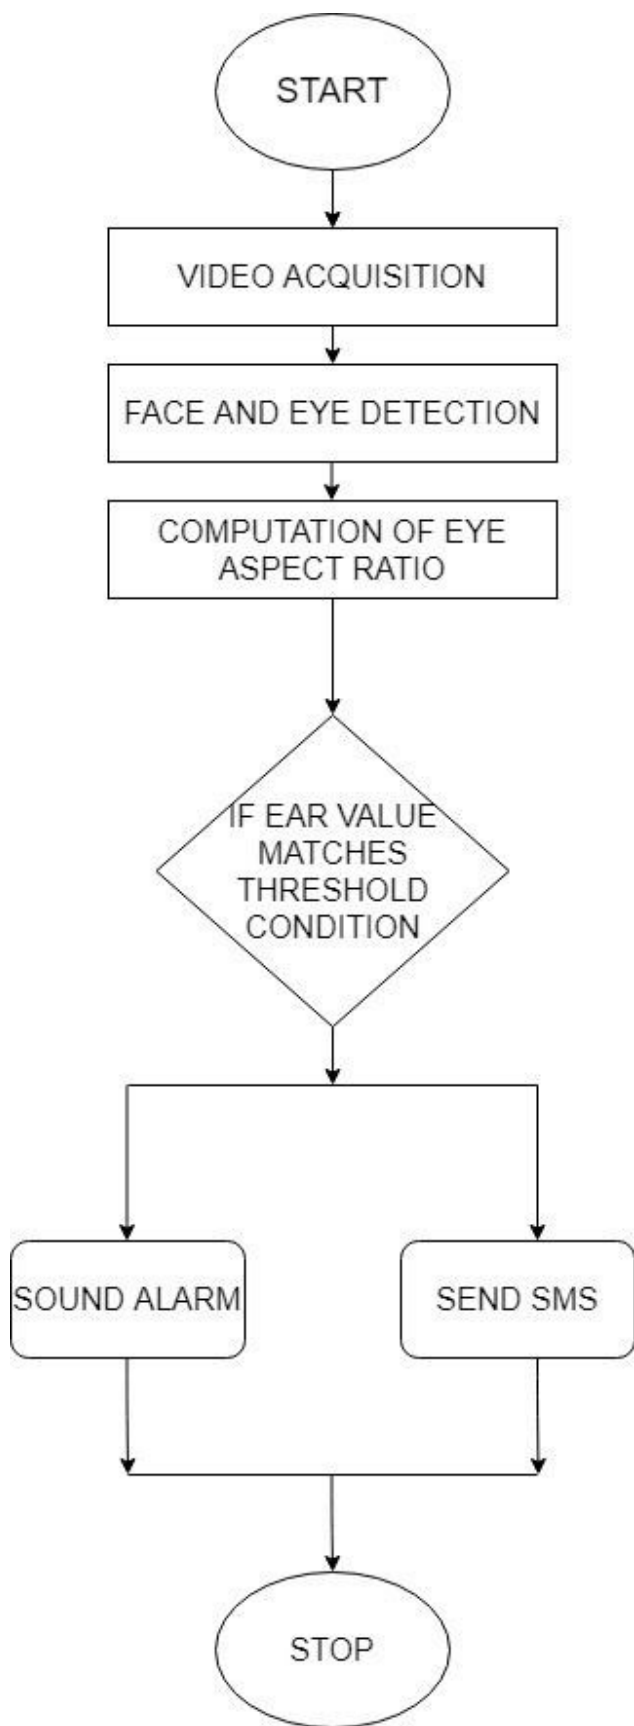 START
VIDEO ACQUISITION
FACE AND EYE DETECTION
COMPUTATION OF EYE
ASPECT RATIO
IF EAR VALUE
MATCHES
THRESHOLD
CONDITION
SOUND ALARM
SEND SMS
STOP